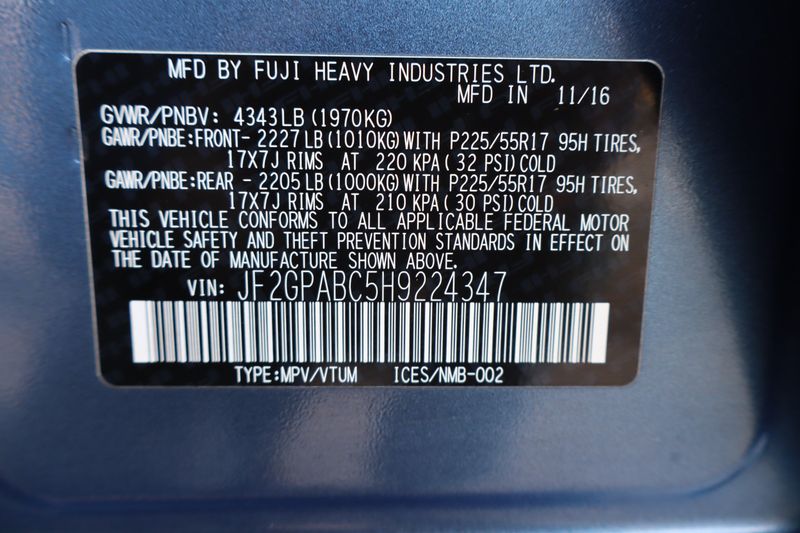 MFD BY FUJI HEAVY INDUSTRIES LTD.
MFD IN 11/16
GVWR/PNBV: 4343LB (1970KG)
GAWR/PNBE:FRONT- 2227 LB (1010KG) WITH P225/55R17 95H TIRES,
17X7J RIMS AT 220 KPA ( 32 PSI) COLD
GAWR/PNBE:REAR - 2205 LB (1000KG) WITH P225/55R17 95H TIRES,
17X7J RIMS AT 210 KPA ( 30 PSI) COLD
THIS VEHICLE CONFORMS TO ALL APPLICABLE FEDERAL MOTOR
VEHICLE SAFETY AND THEFT PREVENTION STANDARDS IN EFFECT ON
THE DATE OF MANUFACTURE SHOWN ABOVE.
VIN: JF2GPABC5H9224347
TYPE:MPV/VTUM ICES/NMB-002